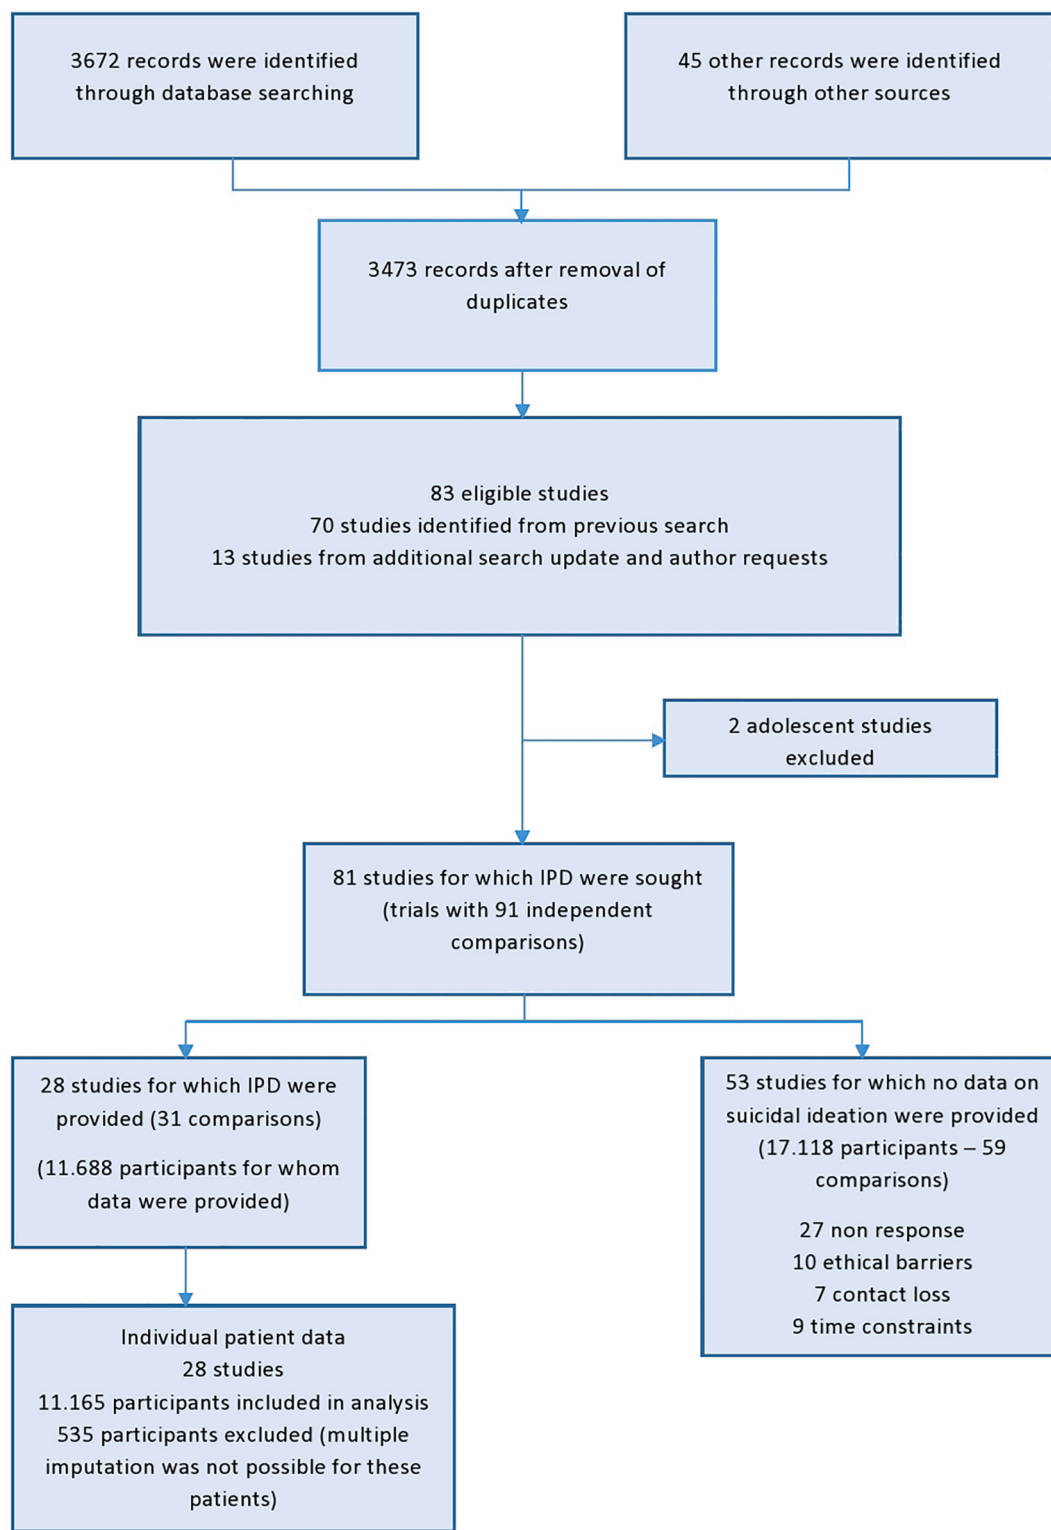 3672 records were identified
through database searching
45 other records were identified
through other sources
3473 records after removal of
duplicates
83 eligible studies
70 studies identified from previous search
13 studies from additional search update and author requests
2 adolescent studies
excluded
81 studies for which IPD were sought
(trials with 91 independent
comparisons)
28 studies for which IPD were
provided (31 comparisons)
(11.688 participants for whom
data were provided)
53 studies for which no data on
suicidal ideation were provided
(17.118 participants – 59
comparisons)
27 non response
10 ethical barriers
7 contact loss
9 time constraints
Individual patient data
28 studies
11.165 participants included in analysis
535 participants excluded (multiple
imputation was not possible for these
patients)